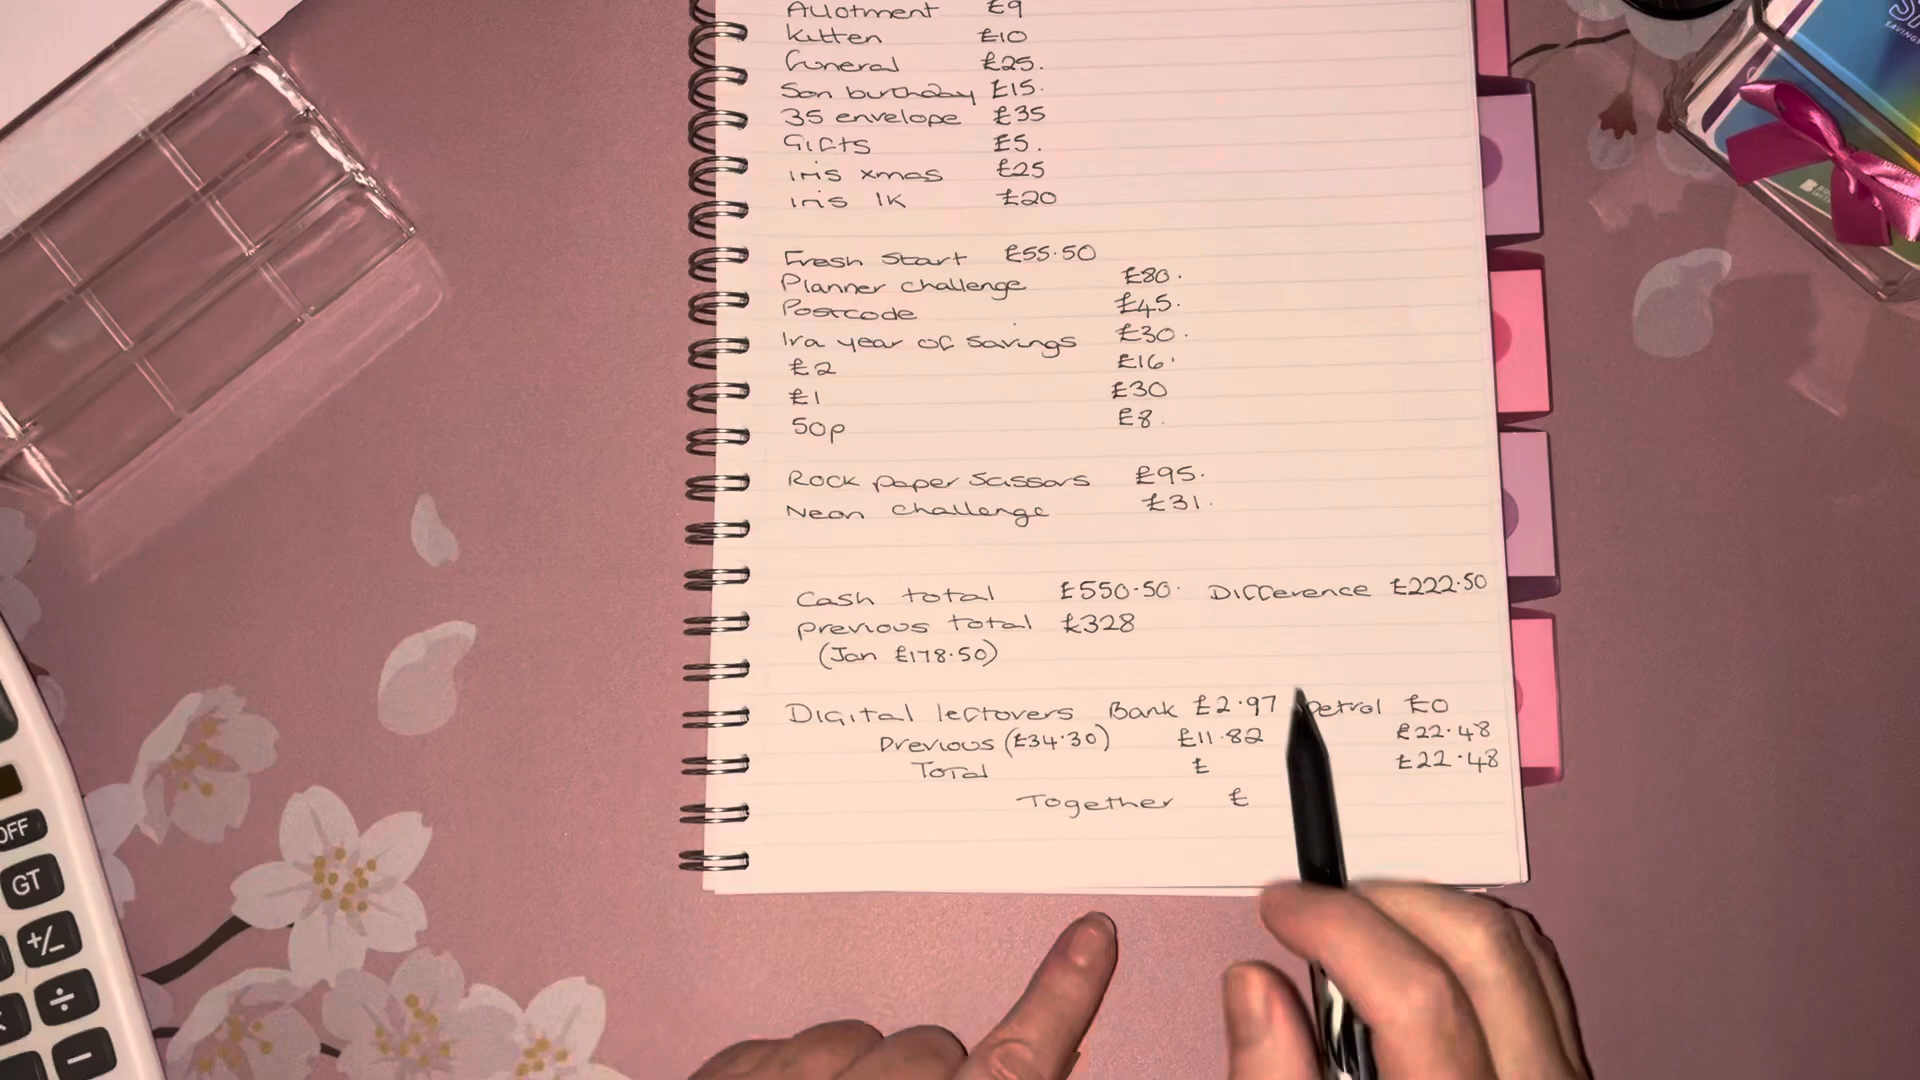 Allotment £9
Kitten £10
Funeral £25.
Son birthday £15.
35 envelope £35
Gifts £5.
iris xmas £25
iris 1K £20
Fresh start £55.50
Planner challenge £80.
Postcode £45.
Ira year of savings £30.
£2 £16.
£1 £30
50p £8.
Rock paper Scissors £95.
Neon challenge £31.
Cash total £550.50. Difference £222.50
previous total £328
(Jan £178.50)
Digital leftovers Bank £2.97 Petrol £0
Previous (£34.30) £11.82 £22.48
Total £ £22.48
Together £
OFF
GT
+/-
÷
-